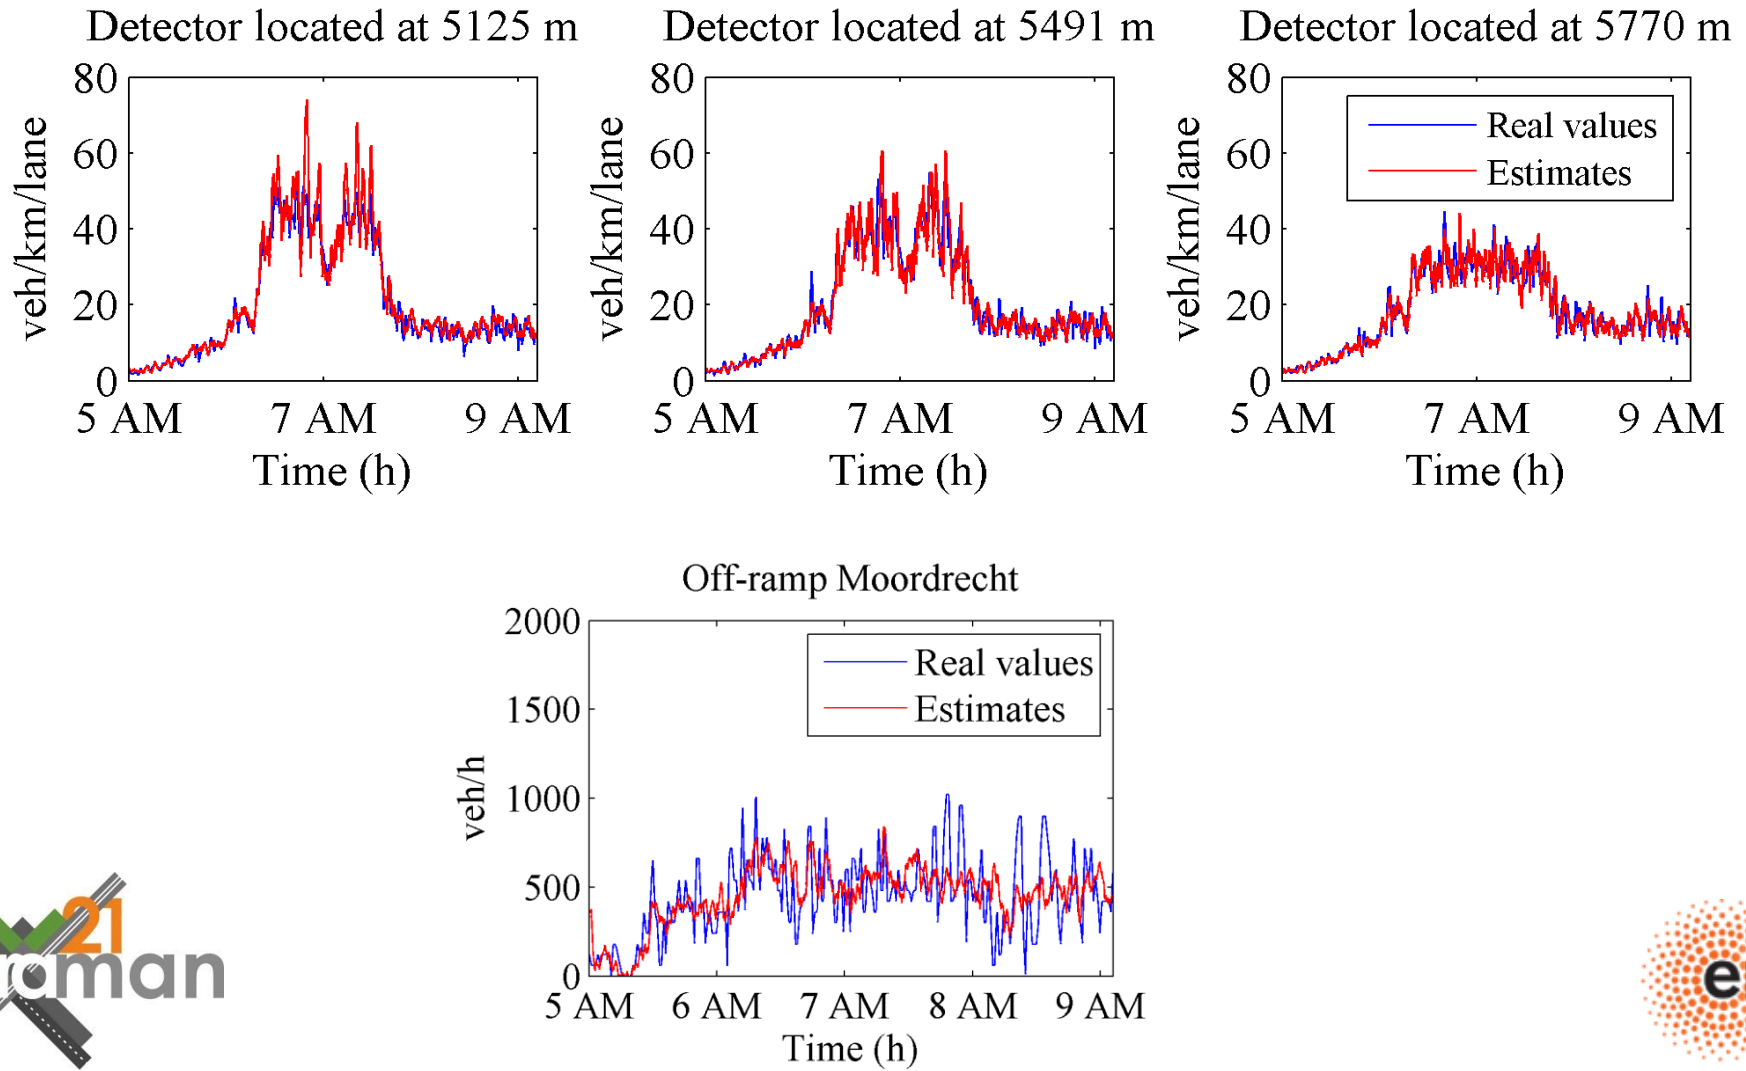 Detector located at 5125 m
Detector located at 5491 m
Detector located at 5770 m
80
60
40
20
0
veh/km/lane
5 AM
7 AM
9 AM
Time (h)
80
60
40
20
0
veh/km/lane
5 AM
7 AM
9 AM
Time (h)
80
60
40
20
0
veh/km/lane
Real values
Estimates
5 AM
7 AM
9 AM
Time (h)
Off-ramp Moordrecht
2000
1500
1000
500
0
veh/h
Real values
Estimates
5 AM
6 AM
7 AM
8 AM
9 AM
Time (h)
21
man
e